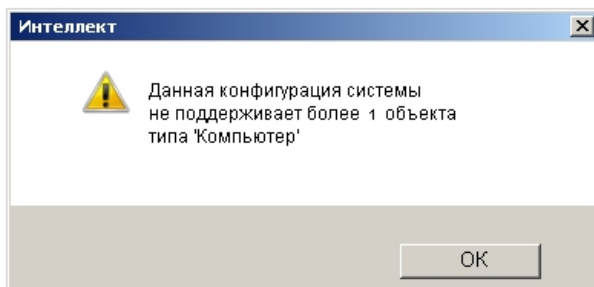 Интеллект
Данная конфигурация системы
не поддерживает более 1 объекта
типа 'Компьютер'
OK